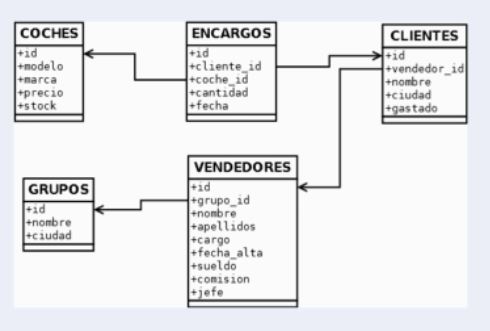 COCHES
+id
+modelo
+marca
+precio
+stock
ENCARGOS
+id
+cliente_id
+coche_id
+cantidad
+fecha
CLIENTES
+id
+vendedor_id
+nombre
+ciudad
+gastado
GRUPOS
+id
+nombre
+ciudad
VENDEDORES
+id
+grupo_id
+nombre
+apellidos
+cargo
+fecha_alta
+sueldo
+comision
+jefe